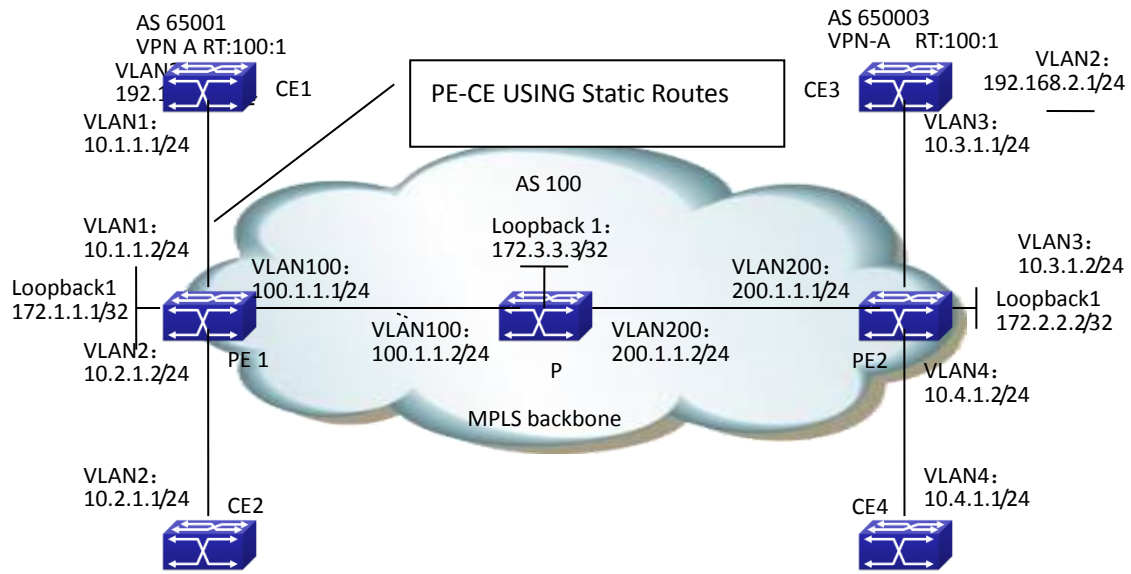 AS 65001
VPN A RT:100:1
VLAN
192.1
CE1
VLAN1：
10.1.1.1/24
PE-CE USING Static Routes
AS 650003
VPN-A RT:100:1
CE3
VLAN2：
192.168.2.1/24
VLAN3：
10.3.1.1/24
AS 100
Loopback 1：
172.3.3.3/32
VLAN1：
10.1.1.2/24
Loopback1
172.1.1.1/32
VLAN2：
10.2.1.2/24
PE 1
VLAN100：
100.1.1.1/24
VLAN100：
100.1.1.2/24
P
VLAN200：
200.1.1.1/24
VLAN200：
200.1.1.2/24
VLAN3：
10.3.1.2/24
Loopback1
172.2.2.2/32
PE2
VLAN4：
10.4.1.2/24
MPLS backbone
VLAN2：
10.2.1.1/24
CE2
CE4
VLAN4：
10.4.1.1/24